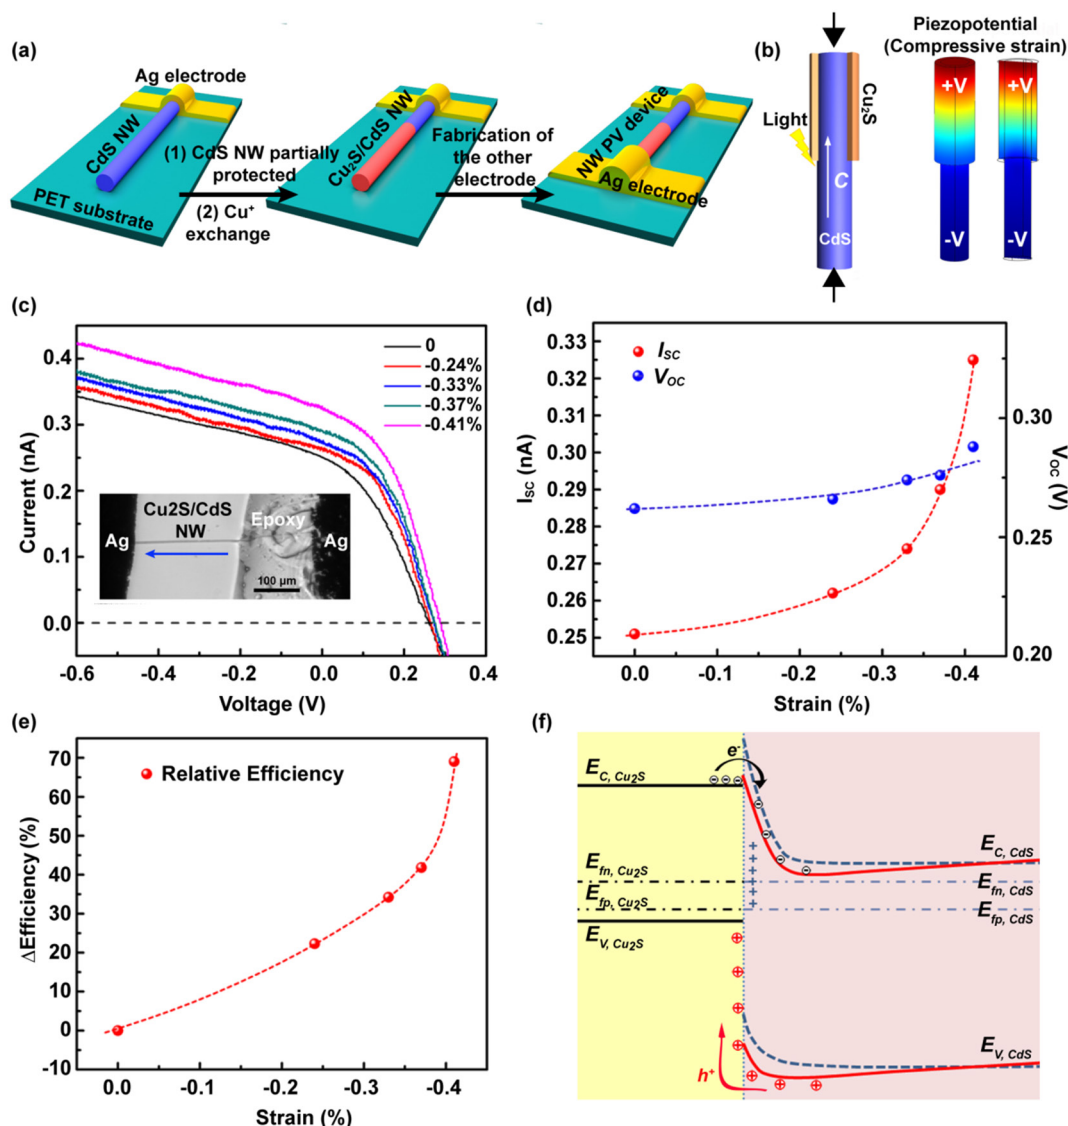 (a)
Ag electrode
CdS NW
PET substrate
(1) CdS NW partially
protected
(2) Cu⁺
exchange
Cu₂S/CdS NW
Fabrication of
the other
electrode
NW PV device
Ag electrode
(b)
Light
Cu₂S
C
CdS
Piezopotential
(Compressive strain)
+V
+V
-V
-V
(c)
Current (nA)
0.4
0.3
0.2
0.1
0.0
0
-0.24%
-0.33%
-0.37%
-0.41%
Cu2S/CdS
NW
Epoxy
Ag
Ag
100 μm
-0.6
-0.4
-0.2
0.0
0.2
0.4
Voltage (V)
(d)
I_SC (nA)
0.33
0.32
0.31
0.30
0.29
0.28
0.27
0.26
0.25
I_SC
V_OC
0.30
0.25
0.20
V_OC (V)
0.0
-0.1
-0.2
-0.3
-0.4
Strain (%)
(e)
ΔEfficiency (%)
70
60
50
40
30
20
10
0
-10
Relative Efficiency
0.0
-0.1
-0.2
-0.3
-0.4
-0.5
Strain (%)
(f)
E_C, Cu₂S
e⁻
E_C, CdS
E_fn, Cu₂S
E_fn, CdS
E_fp, Cu₂S
E_fp, CdS
E_V, Cu₂S
E_V, CdS
h⁺